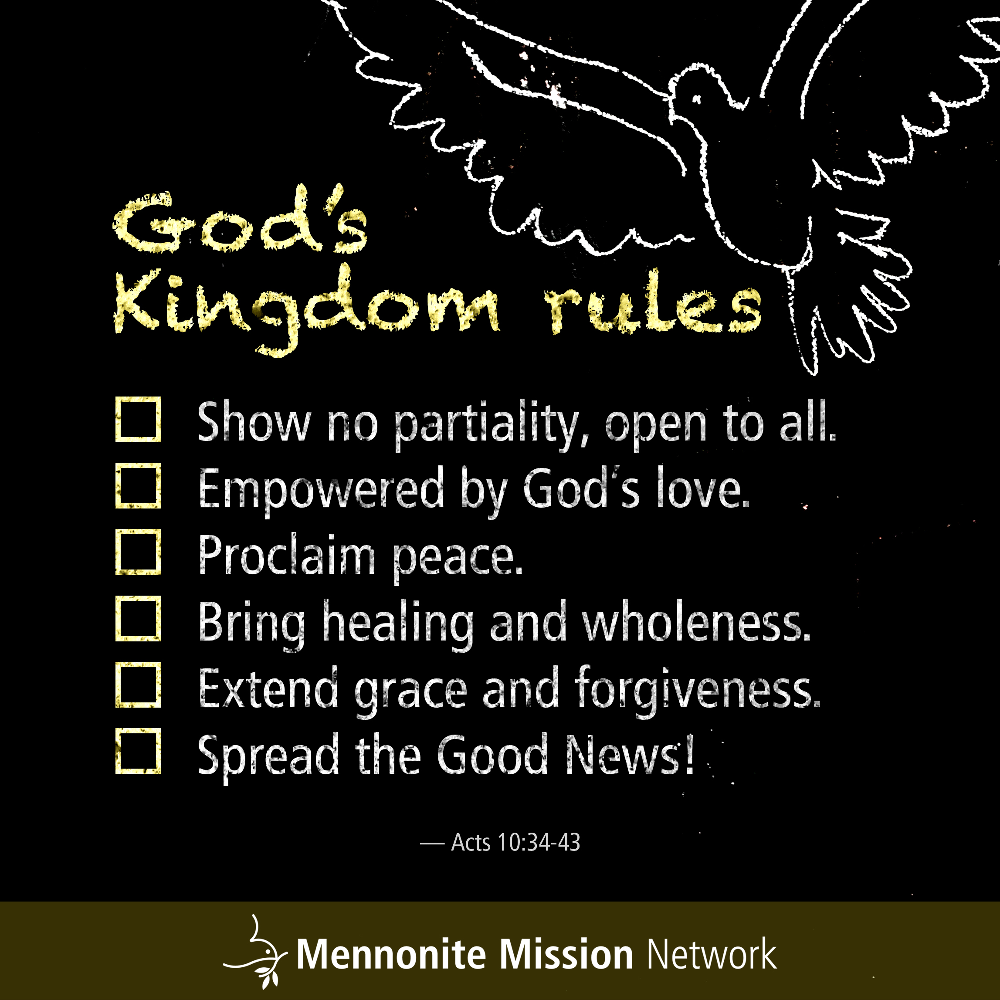 God's
Kingdom rules
Show no partiality, open to all.
Empowered by God's love.
Proclaim peace.
Bring healing and wholeness.
Extend grace and forgiveness.
Spread the Good News!
— Acts 10:34-43
Mennonite Mission Network